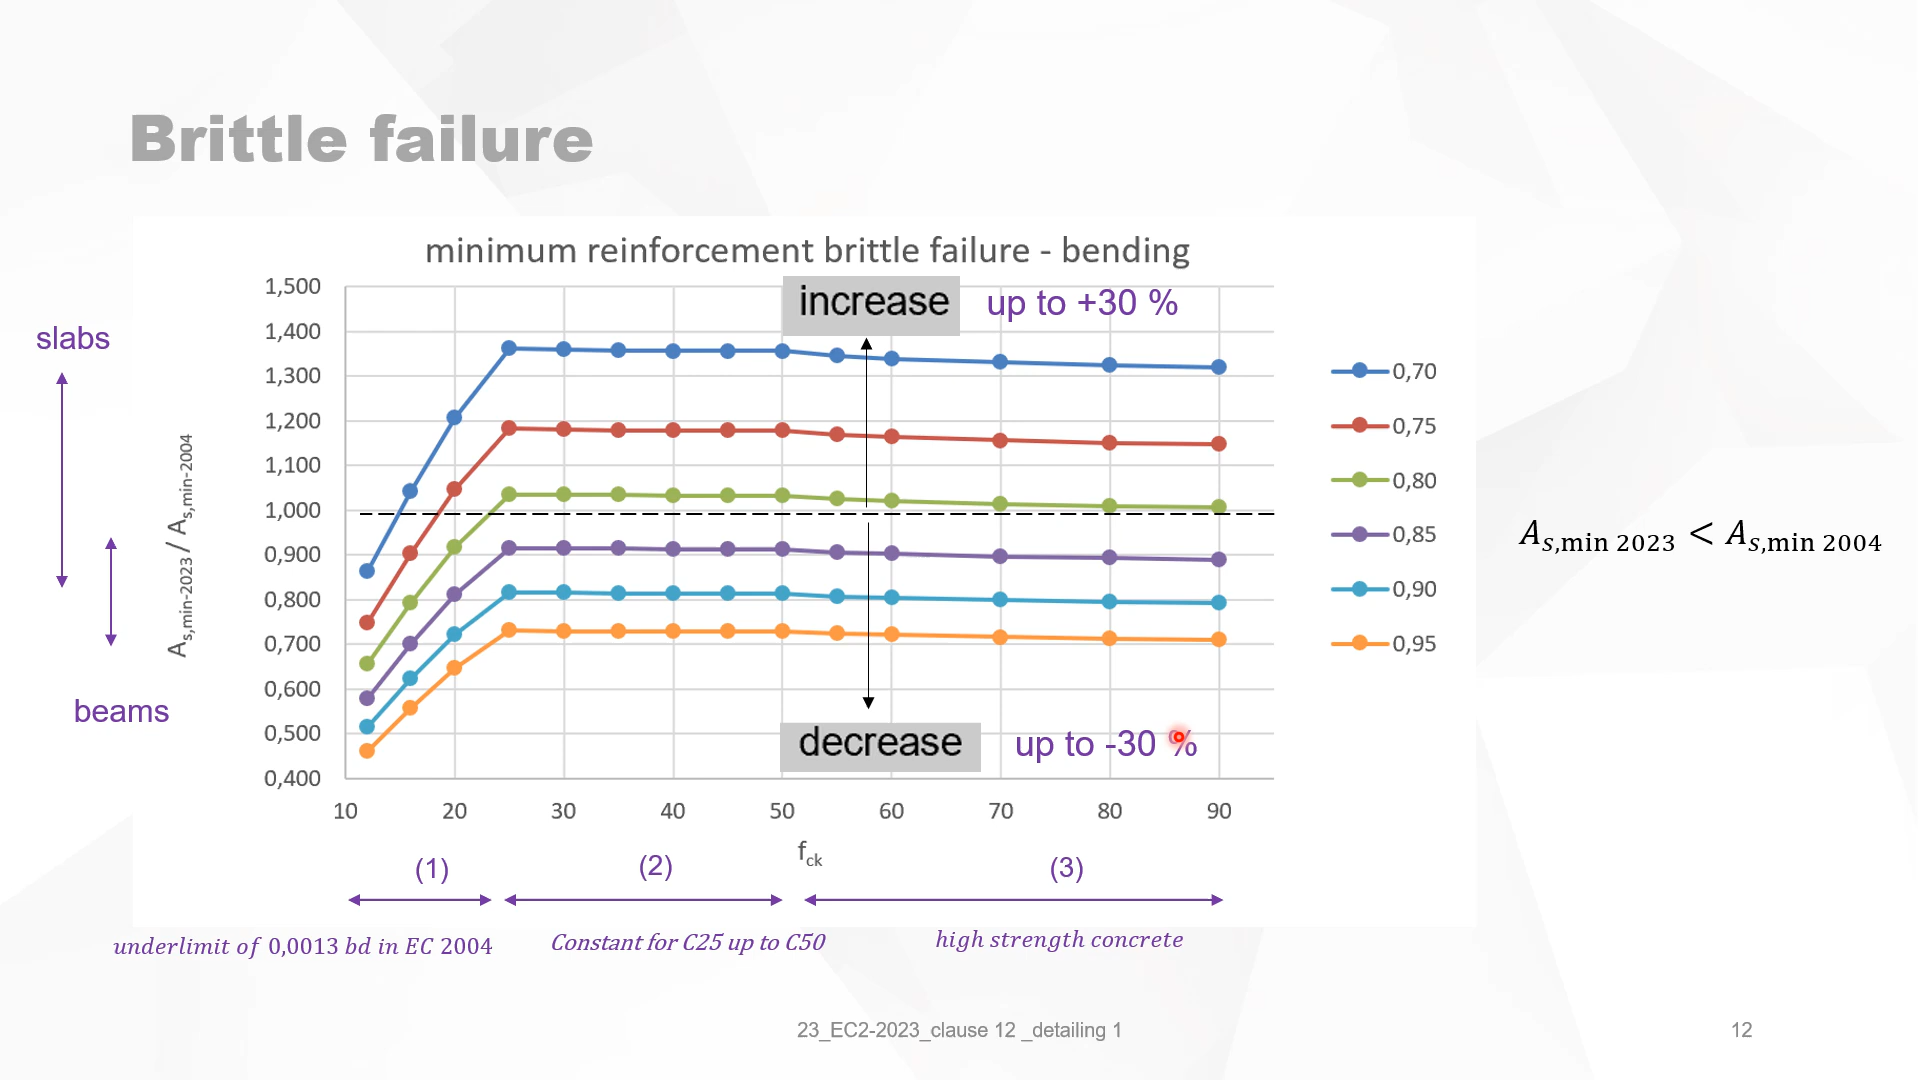 Brittle failure
minimum reinforcement brittle failure - bending
increase
up to +30 %
1,500
1,400
1,300
1,200
1,100
1,000
0,900
0,800
0,700
0,600
0,500
0,400
slabs
beams
As,min-2023 / As,min-2004
0,70
0,75
0,80
0,85
0,90
0,95
As,min 2023 < As,min 2004
decrease
up to -30 %
10 20 30 40 50 60 70 80 90
fck
(1)
(2)
(3)
underlimit of 0,0013 bd in EC 2004
Constant for C25 up to C50
high strength concrete
23_EC2-2023_clause 12 _detailing 1
12